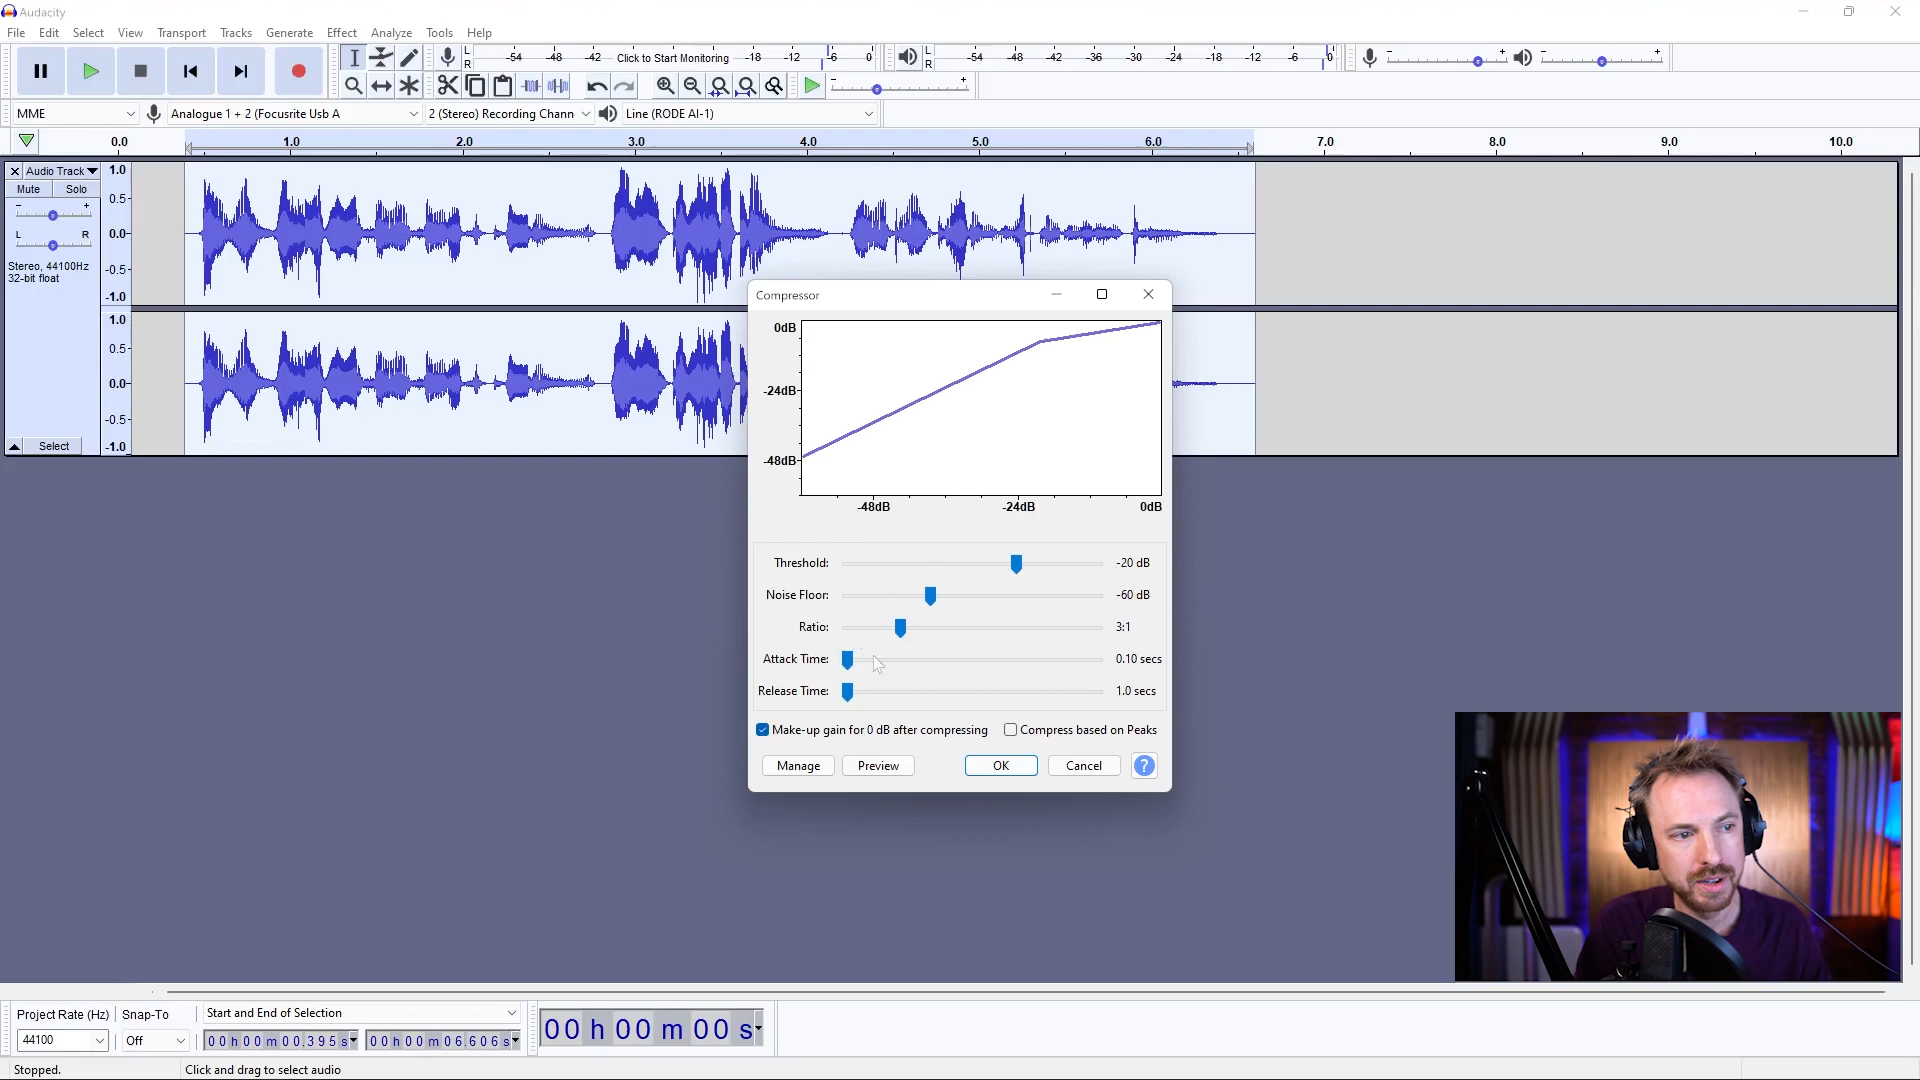 Audacity
File Edit Select View Transport Tracks Generate Effect Analyze Tools Help
L R -54 -48 -42 Click to Start Monitoring -18 -12 -6 0
L R -54 -48 -42 -36 -30 -24 -18 -12 -6 0
- + - +
- +
MME Analogue 1 + 2 (Focusrite Usb A 2 (Stereo) Recording Chann Line (RODE AI-1)
0.0 1.0 2.0 3.0 4.0 5.0 6.0 7.0 8.0 9.0 10.0
Audio Track
Mute Solo
- +
L R
Stereo, 44100Hz
32-bit float
Select
1.0
0.5-
0.0-
-0.5-
-1.0
1.0
0.5-
0.0-
-0.5-
-1.0
Compressor
0dB
-24dB
-48dB
-48dB -24dB 0dB
Threshold: -20 dB
Noise Floor: -60 dB
Ratio: 3:1
Attack Time: 0.10 secs
Release Time: 1.0 secs
Make-up gain for 0 dB after compressing Compress based on Peaks
Manage Preview OK Cancel ?
Project Rate (Hz) Snap-To Start and End of Selection
44100 Off 00 h 00 m 00.395 s 00 h 00 m 06.606 s
00 h 00 m 00 s
Stopped. Click and drag to select audio